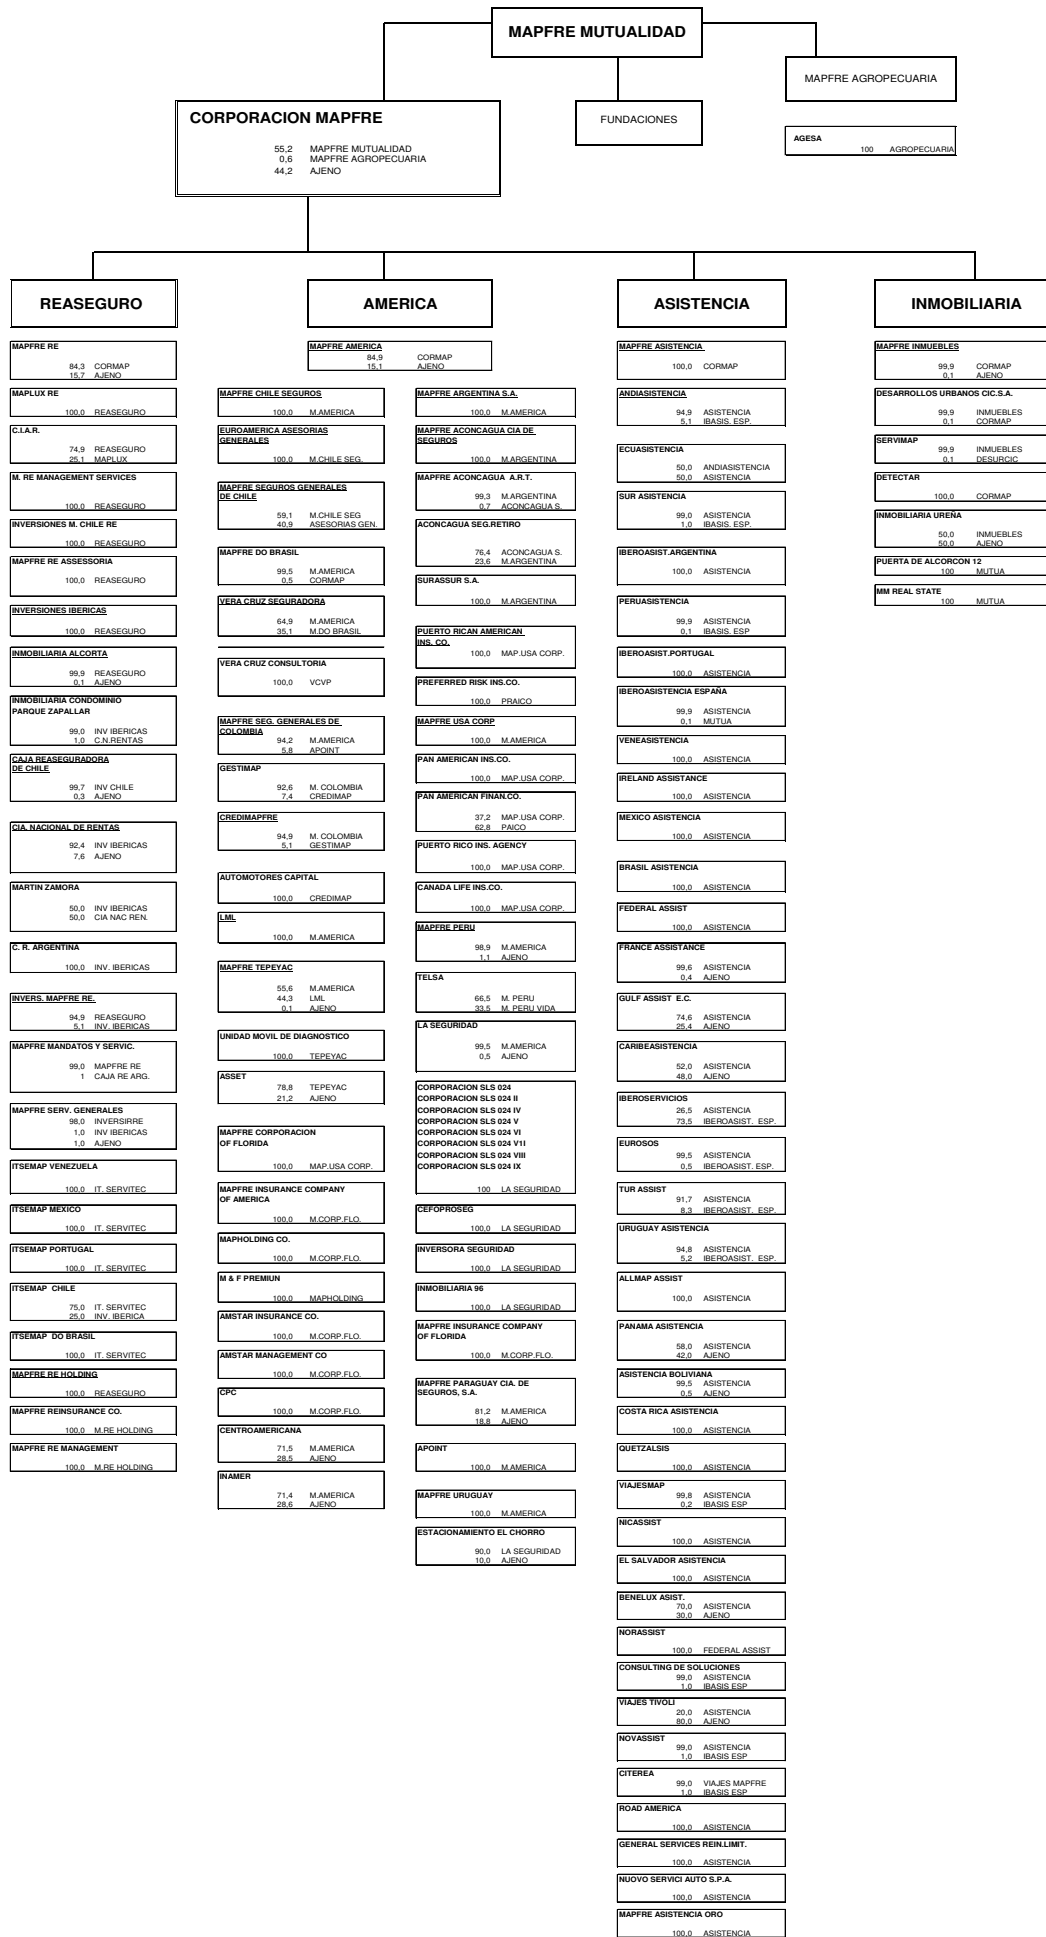 MAPFRE MUTUALIDAD
MAPFRE AGROPECUARIA
CORPORACION MAPFRE
55,2 MAPFRE MUTUALIDAD
0,6 MAPFRE AGROPECUARIA
44,2 AJENO
FUNDACIONES
AGESA
100 AGROPECUARIA
REASEGURO
AMERICA
ASISTENCIA
INMOBILIARIA
MAPFRE RE
84,3 CORMAP
15,7 AJENO
MAPLUX RE
100,0 REASEGURO
C.I.A.R.
74,9 REASEGURO
25,1 MAPLUX
M. RE MANAGEMENT SERVICES
100,0 REASEGURO
INVERSIONES M. CHILE RE
100,0 REASEGURO
MAPFRE RE ASSESSORIA
100,0 REASEGURO
INVERSIONES IBERICAS
100,0 REASEGURO
INMOBILIARIA ALCORTA
99,9 REASEGURO
0,1 AJENO
INMOBILIARIA CONDOMINIO
PARQUE ZAPALLAR
99,0 INV IBERICAS
1,0 C.N.RENTAS
CAJA REASEGURADORA
DE CHILE
99,7 INV CHILE
0,3 AJENO
CIA. NACIONAL DE RENTAS
92,4 INV IBERICAS
7,6 AJENO
MARTIN ZAMORA
50,0 INV IBERICAS
50,0 CIA NAC REN.
C. R. ARGENTINA
100,0 INV. IBERICAS
INVERS. MAPFRE RE.
94,9 REASEGURO
5,1 INV. IBERICAS
MAPFRE MANDATOS Y SERVIC.
99,0 MAPFRE RE
1 CAJA RE ARG.
MAPFRE SERV. GENERALES
98,0 INVERSIRRE
1,0 INV IBERICAS
1,0 AJENO
ITSEMAP VENEZUELA
100,0 IT. SERVITEC
ITSEMAP MEXICO
100,0 IT. SERVITEC
ITSEMAP PORTUGAL
100,0 IT. SERVITEC
ITSEMAP CHILE
75,0 IT. SERVITEC
25,0 INV. IBERICA
ITSEMAP DO BRASIL
100,0 IT. SERVITEC
MAPFRE RE HOLDING
100,0 REASEGURO
MAPFRE REINSURANCE CO.
100,0 M.RE HOLDING
MAPFRE RE MANAGEMENT
100,0 M.RE HOLDING
MAPFRE AMERICA
84,9 CORMAP
15,1 AJENO
MAPFRE CHILE SEGUROS
100,0 M.AMERICA
EUROAMERICA ASESORIAS
GENERALES
100,0 M.CHILE SEG.
MAPFRE SEGUROS GENERALES
DE CHILE
59,1 M.CHILE SEG
40,9 ASESORIAS GEN.
MAPFRE DO BRASIL
99,5 M.AMERICA
0,5 CORMAP
VERA CRUZ SEGURADORA
64,9 M.AMERICA
35,1 M.DO BRASIL
VERA CRUZ CONSULTORIA
100,0 VCVP
MAPFRE SEG. GENERALES DE
COLOMBIA
94,2 M.AMERICA
5,8 APOINT
GESTIMAP
92,6 M. COLOMBIA
7,4 CREDIMAP
CREDIMAPFRE
94,9 M. COLOMBIA
5,1 GESTIMAP
AUTOMOTORES CAPITAL
100,0 CREDIMAP
LML
100,0 M.AMERICA
MAPFRE TEPEYAC
55,6 M.AMERICA
44,3 LML
0,1 AJENO
UNIDAD MOVIL DE DIAGNOSTICO
100,0 TEPEYAC
ASSET
78,8 TEPEYAC
21,2 AJENO
MAPFRE CORPORACION
OF FLORIDA
100,0 MAP.USA CORP.
MAPFRE INSURANCE COMPANY
OF AMERICA
100,0 M.CORP.FLO.
MAPHOLDING CO.
100,0 M.CORP.FLO.
M & F PREMIUN
100,0 MAPHOLDING
AMSTAR INSURANCE CO.
100,0 M.CORP.FLO.
AMSTAR MANAGEMENT CO
100,0 M.CORP.FLO.
CPC
100,0 M.CORP.FLO.
CENTROAMERICANA
71,5 M.AMERICA
28,5 AJENO
INAMER
71,4 M.AMERICA
28,6 AJENO
MAPFRE ARGENTINA S.A.
100,0 M.AMERICA
MAPFRE ACONCAGUA CIA DE
SEGUROS
100,0 M.ARGENTINA
MAPFRE ACONCAGUA A.R.T.
99,3 M.ARGENTINA
0,7 ACONCAGUA S.
ACONCAGUA SEG.RETIRO
76,4 ACONCAGUA S.
23,6 M.ARGENTINA
SURASSUR S.A.
100,0 M.ARGENTINA
PUERTO RICAN AMERICAN
INS. CO.
100,0 MAP.USA CORP.
PREFERRED RISK INS.CO.
100,0 PRAICO
MAPFRE USA CORP
100,0 M.AMERICA
PAN AMERICAN INS.CO.
100,0 MAP.USA CORP.
PAN AMERICAN FINAN.CO.
37,2 MAP.USA CORP.
62,8 PAICO
PUERTO RICO INS. AGENCY
100,0 MAP.USA CORP.
CANADA LIFE INS.CO.
100,0 MAP.USA CORP.
MAPFRE PERU
98,9 M.AMERICA
1,1 AJENO
TELSA
66,5 M. PERU
33,5 M. PERU VIDA
LA SEGURIDAD
99,5 M.AMERICA
0,5 AJENO
CORPORACION SLS 024
CORPORACION SLS 024 II
CORPORACION SLS 024 IV
CORPORACION SLS 024 V
CORPORACION SLS 024 VI
CORPORACION SLS 024 V1I
CORPORACION SLS 024 VIII
CORPORACION SLS 024 IX
100 LA SEGURIDAD
CEFOPROSEG
100,0 LA SEGURIDAD
INVERSORA SEGURIDAD
100,0 LA SEGURIDAD
INMOBILIARIA 96
100,0 LA SEGURIDAD
MAPFRE INSURANCE COMPANY
OF FLORIDA
100,0 M.CORP.FLO.
MAPFRE PARAGUAY CIA. DE
SEGUROS, S.A.
81,2 M.AMERICA
18,8 AJENO
APOINT
100,0 M.AMERICA
MAPFRE URUGUAY
100,0 M.AMERICA
ESTACIONAMIENTO EL CHORRO
90,0 LA SEGURIDAD
10,0 AJENO
MAPFRE ASISTENCIA
100,0 CORMAP
ANDIASISTENCIA
94,9 ASISTENCIA
5,1 IBASIS. ESP.
ECUASISTENCIA
50,0 ANDIASISTENCIA
50,0 ASISTENCIA
SUR ASISTENCIA
99,0 ASISTENCIA
1,0 IBASIS. ESP.
IBEROASIST.ARGENTINA
100,0 ASISTENCIA
PERUASISTENCIA
99,9 ASISTENCIA
0,1 IBASIS. ESP
IBEROASIST.PORTUGAL
100,0 ASISTENCIA
IBEROASISTENCIA ESPAÑA
99,9 ASISTENCIA
0,1 MUTUA
VENEASISTENCIA
100,0 ASISTENCIA
IRELAND ASSISTANCE
100,0 ASISTENCIA
MEXICO ASISTENCIA
100,0 ASISTENCIA
BRASIL ASISTENCIA
100,0 ASISTENCIA
FEDERAL ASSIST
100,0 ASISTENCIA
FRANCE ASSISTANCE
99,6 ASISTENCIA
0,4 AJENO
GULF ASSIST E.C.
74,6 ASISTENCIA
25,4 AJENO
CARIBEASISTENCIA
52,0 ASISTENCIA
48,0 AJENO
IBEROSERVICIOS
26,5 ASISTENCIA
73,5 IBEROASIST. ESP.
EUROSOS
99,5 ASISTENCIA
0,5 IBEROASIST. ESP.
TUR ASSIST
91,7 ASISTENCIA
8,3 IBEROASIST. ESP.
URUGUAY ASISTENCIA
94,8 ASISTENCIA
5,2 IBEROASIST. ESP.
ALLMAP ASSIST
100,0 ASISTENCIA
PANAMA ASISTENCIA
58,0 ASISTENCIA
42,0 AJENO
ASISTENCIA BOLIVIANA
99,5 ASISTENCIA
0,5 AJENO
COSTA RICA ASISTENCIA
100,0 ASISTENCIA
QUETZALSIS
100,0 ASISTENCIA
VIAJESMAP
99,8 ASISTENCIA
0,2 IBASIS ESP
NICASSIST
100,0 ASISTENCIA
EL SALVADOR ASISTENCIA
100,0 ASISTENCIA
BENELUX ASIST.
70,0 ASISTENCIA
30,0 AJENO
NORASSIST
100,0 FEDERAL ASSIST
CONSULTING DE SOLUCIONES
99,0 ASISTENCIA
1,0 IBASIS ESP
VIAJES TIVOLI
20,0 ASISTENCIA
80,0 AJENO
NOVASSIST
99,0 ASISTENCIA
1,0 IBASIS ESP
CITEREA
99,0 VIAJES MAPFRE
1,0 IBASIS ESP
ROAD AMERICA
100,0 ASISTENCIA
GENERAL SERVICES REIN.LIMIT.
100,0 ASISTENCIA
NUOVO SERVICI AUTO S.P.A.
100,0 ASISTENCIA
MAPFRE ASISTENCIA ORO
100,0 ASISTENCIA
MAPFRE INMUEBLES
99,9 CORMAP
0,1 AJENO
DESARROLLOS URBANOS CIC.S.A.
99,9 INMUEBLES
0,1 CORMAP
SERVIMAP
99,9 INMUEBLES
0,1 DESURCIC
DETECTAR
100,0 CORMAP
INMOBILIARIA UREÑA
50,0 INMUEBLES
50,0 AJENO
PUERTA DE ALCORCON 12
100 MUTUA
MM REAL STATE
100 MUTUA